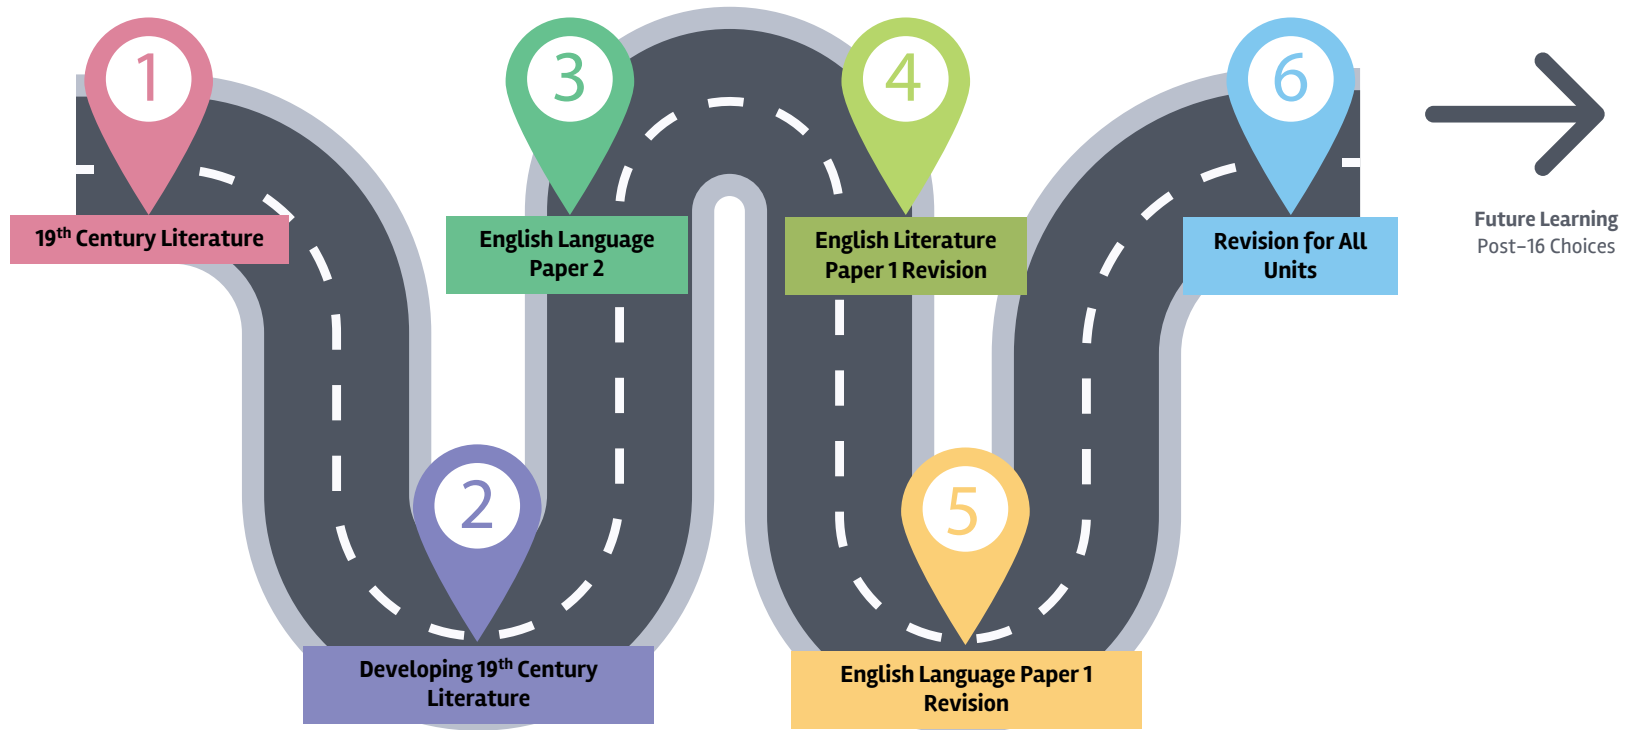 1
19th Century Literature
2
Developing 19th Century
Literature
3
English Language
Paper 2
4
English Literature
Paper 1 Revision
5
English Language Paper 1
Revision
6
Revision for All
Units
Future Learning
Post-16 Choices